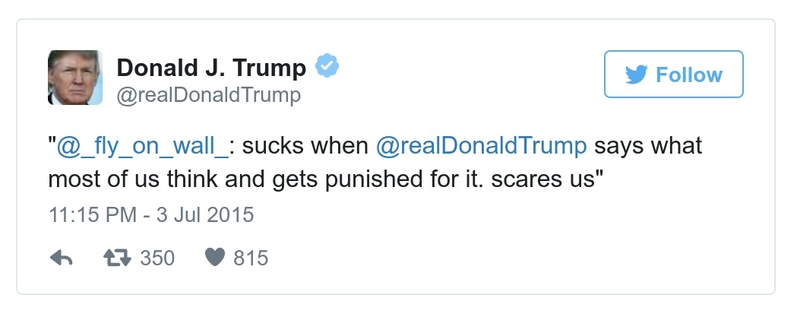 Donald J. Trump
@realDonaldTrump
Follow
"@_fly_on_wall_: sucks when @realDonaldTrump says what
most of us think and gets punished for it. scares us"
11:15 PM - 3 Jul 2015
350 815